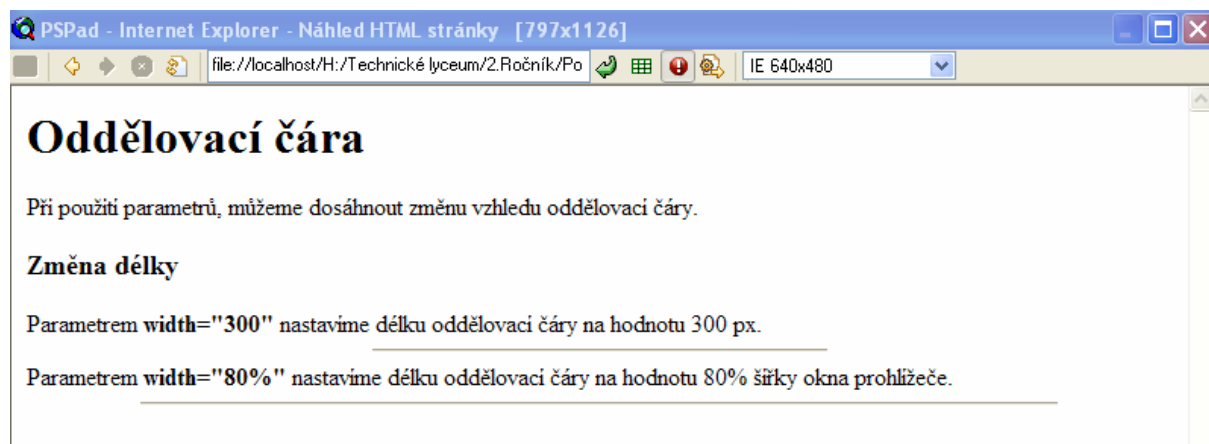 PSPad - Internet Explorer - Náhled HTML stránky [797x1126]
file://localhost/H:/Technické lyceum/2.Ročník/Po
IE 640x480
Oddělovací čára
Při použití parametrů, můžeme dosáhnout změnu vzhledu oddělovací čáry.
Změna délky
Parametrem width="300" nastavíme délku oddělovací čáry na hodnotu 300 px.
Parametrem width="80%" nastavíme délku oddělovací čáry na hodnotu 80% šířky okna prohlížeče.